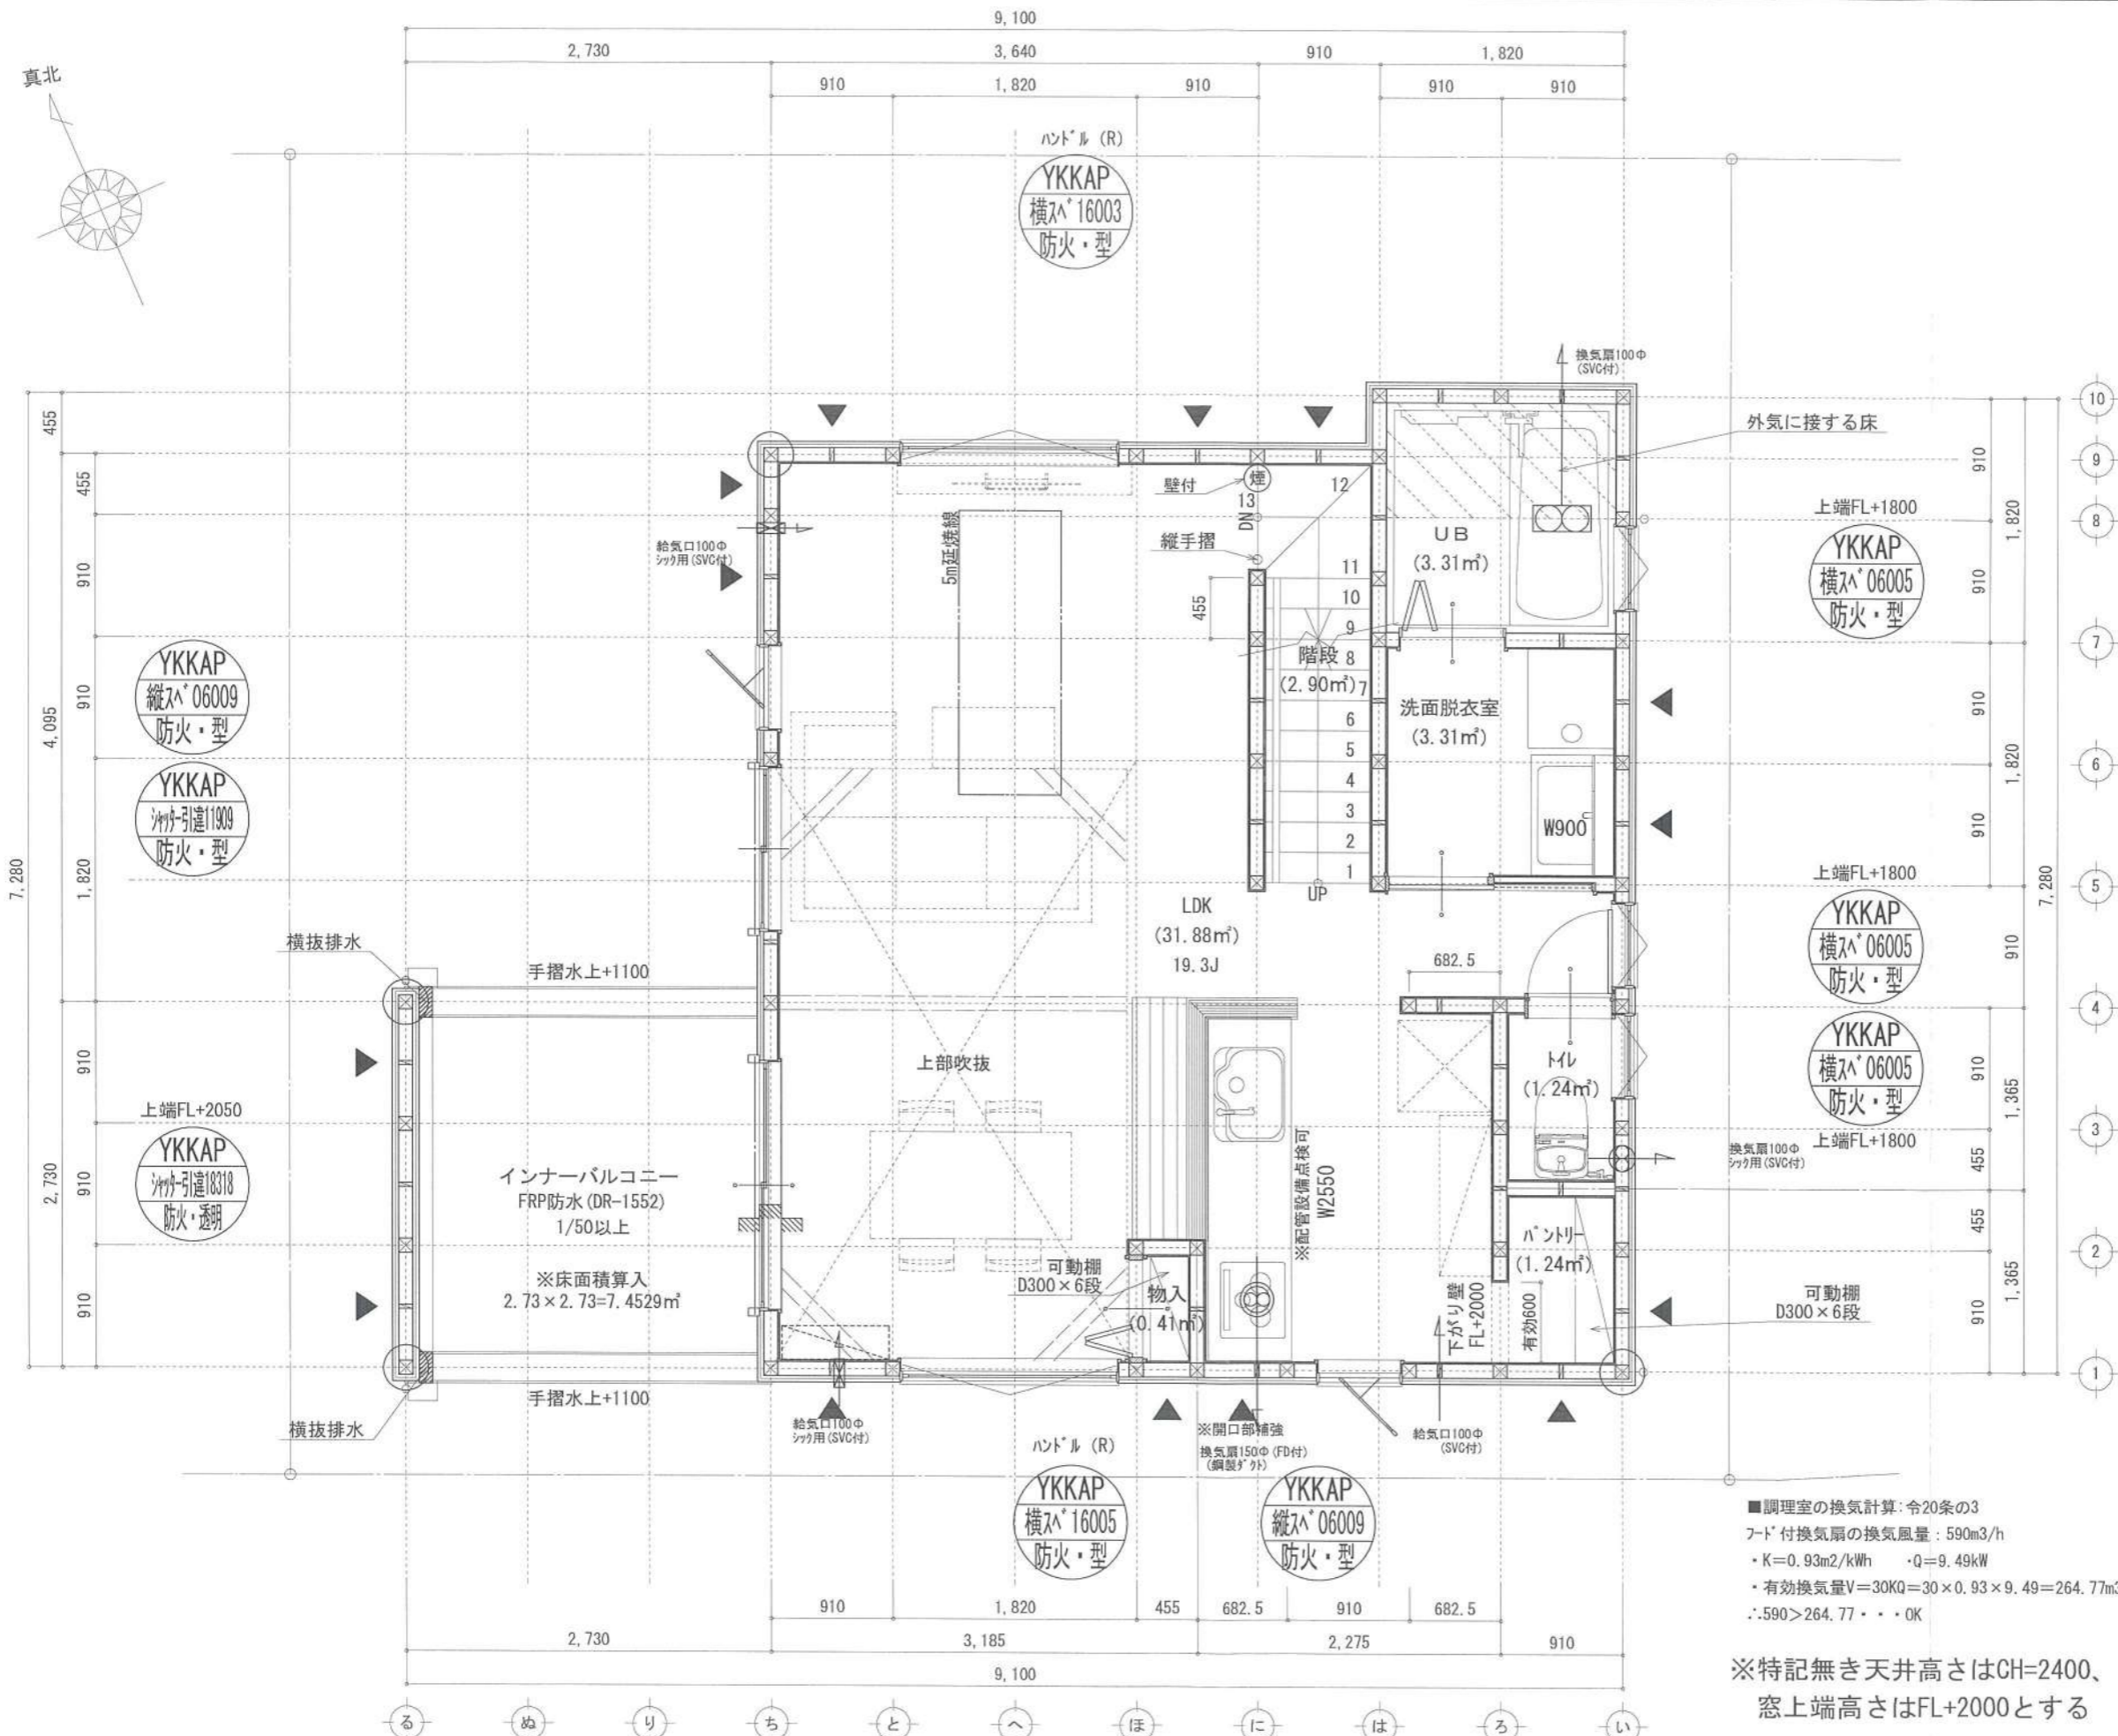 9,100
2,730
3,640
910
1,820
910
1,820
910
910
910
真北
ﾊﾝﾄﾞﾙ (R)
YKKAP
横ｽﾍﾞ16003
防火・型
換気扇100Φ
(SVC付)
外気に接する床
壁付
煙
12
13
DN
縦手摺
11
10
9
8
7
6
5
4
3
2
1
UP
455
階段
(2.90㎡)
UB
(3.31㎡)
洗面脱衣室
(3.31㎡)
W900
給気口100Φ
ｼｯｸ用(SVC付)
5m延焼線
上端FL+1800
YKKAP
横ｽﾍﾞ06005
防火・型
上端FL+1800
YKKAP
横ｽﾍﾞ06005
防火・型
YKKAP
横ｽﾍﾞ06005
防火・型
上端FL+1800
YKKAP
縦ｽﾍﾞ06009
防火・型
YKKAP
ｼｬｯﾀｰ引違11909
防火・型
上端FL+2050
YKKAP
ｼｬｯﾀｰ引違18318
防火・透明
455
4,095
2,730
7,280
455
910
910
1,820
910
910
910
910
910
910
910
910
910
455
455
910
1,820
1,820
1,365
1,365
7,280
10
9
8
7
6
5
4
3
2
1
LDK
(31.88㎡)
19.3J
682.5
横抜排水
手摺水上+1100
上部吹抜
ﾄｲﾚ
(1.24㎡)
換気扇100Φ
ｼｯｸ用(SVC付)
インナーバルコニー
FRP防水(DR-1552)
1/50以上
※床面積算入
2.73×2.73=7.4529㎡
※配管設備点検可
W2550
可動棚
D300×6段
物入
(0.41㎡)
下がり壁
FL+2000
有効600
ﾊﾟﾝﾄﾘｰ
(1.24㎡)
可動棚
D300×6段
手摺水上+1100
横抜排水
給気口100Φ
ｼｯｸ用(SVC付)
ﾊﾝﾄﾞﾙ (R)
YKKAP
横ｽﾍﾞ16005
防火・型
※開口部補強
換気扇150Φ(FD付)
(鋼製ﾀﾞｸﾄ)
YKKAP
縦ｽﾍﾞ06009
防火・型
給気口100Φ
(SVC付)
■調理室の換気計算:令20条の3
ﾌｰﾄﾞ付換気扇の換気風量：590m3/h
・K=0.93m2/kWh ・Q=9.49kW
・有効換気量V=30KQ=30×0.93×9.49=264.77m3
∴590>264.77・・・OK
※特記無き天井高さはCH=2400、
窓上端高さはFL+2000とする
910
1,820
455
682.5
910
682.5
2,730
3,185
2,275
910
9,100
る
ぬ
り
ち
と
へ
ほ
に
は
ろ
い